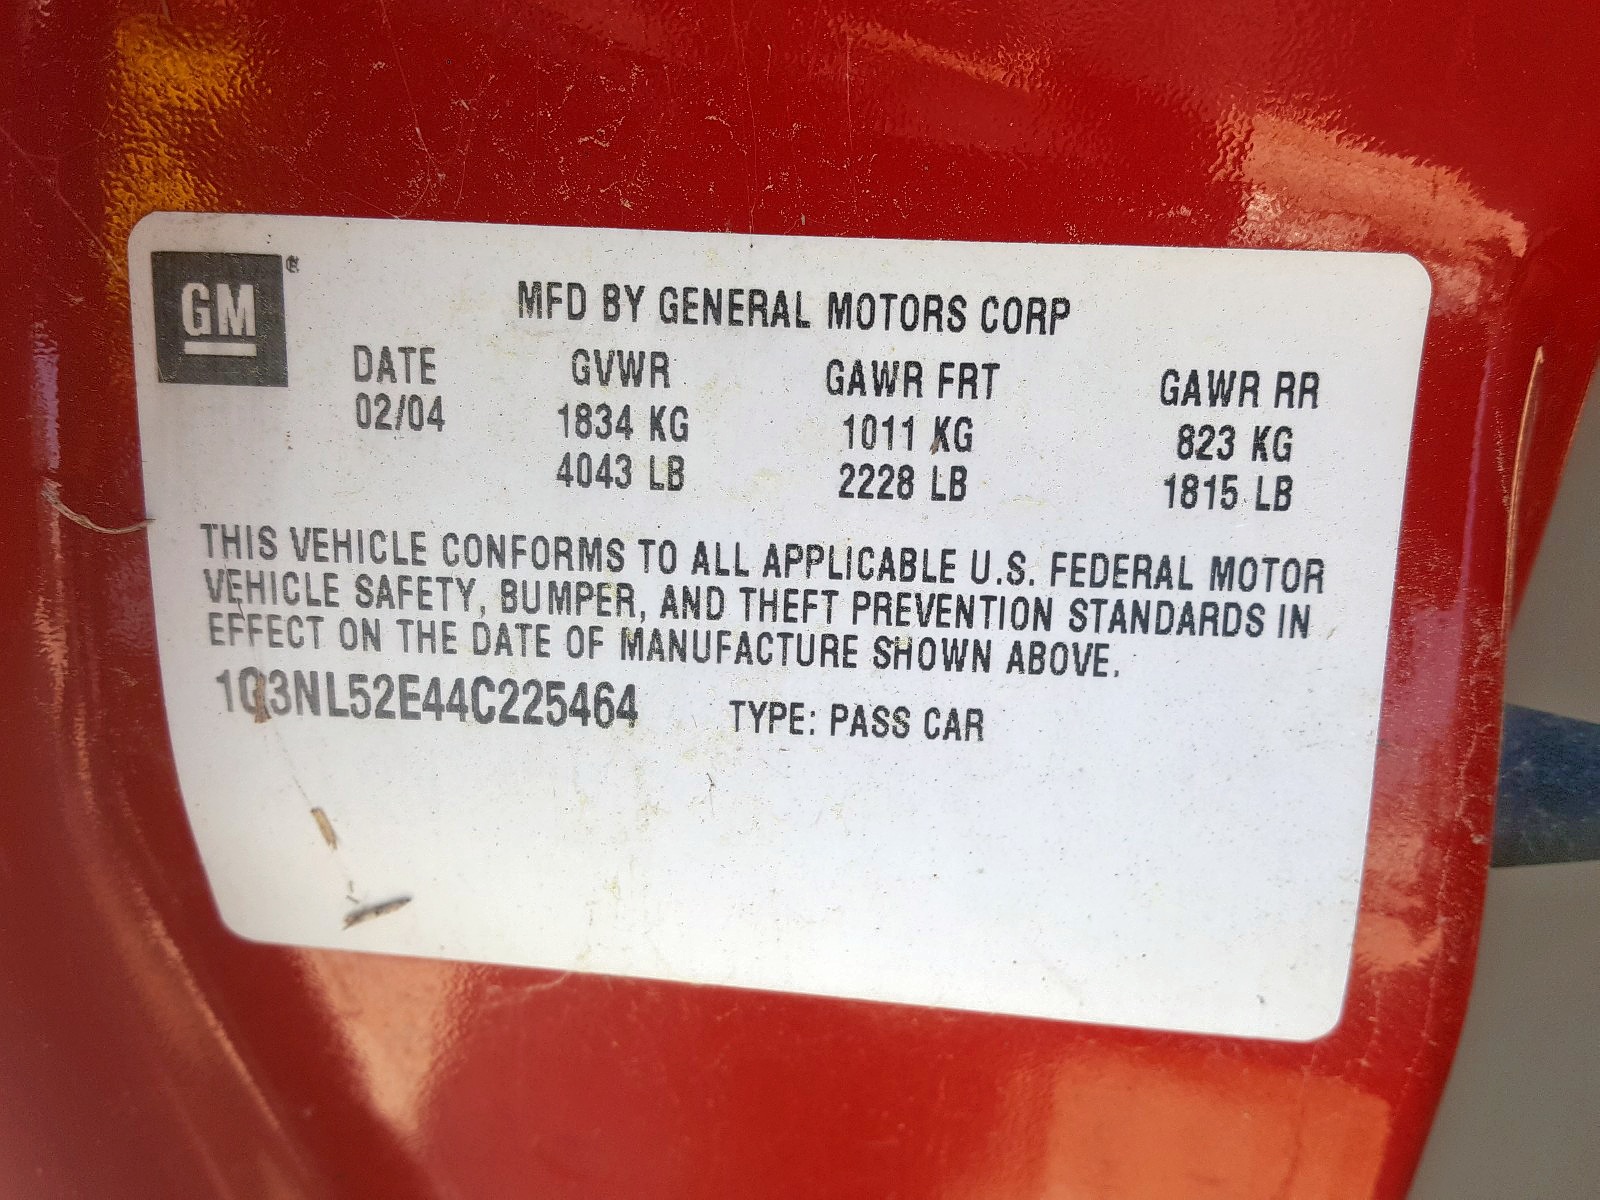 GM®
MFD BY GENERAL MOTORS CORP
DATE GVWR GAWR FRT GAWR RR
02/04 1834 KG 1011 KG 823 KG
4043 LB 2228 LB 1815 LB
THIS VEHICLE CONFORMS TO ALL APPLICABLE U.S. FEDERAL MOTOR
VEHICLE SAFETY, BUMPER, AND THEFT PREVENTION STANDARDS IN
EFFECT ON THE DATE OF MANUFACTURE SHOWN ABOVE.
1G3NL52E44C225464 TYPE: PASS CAR